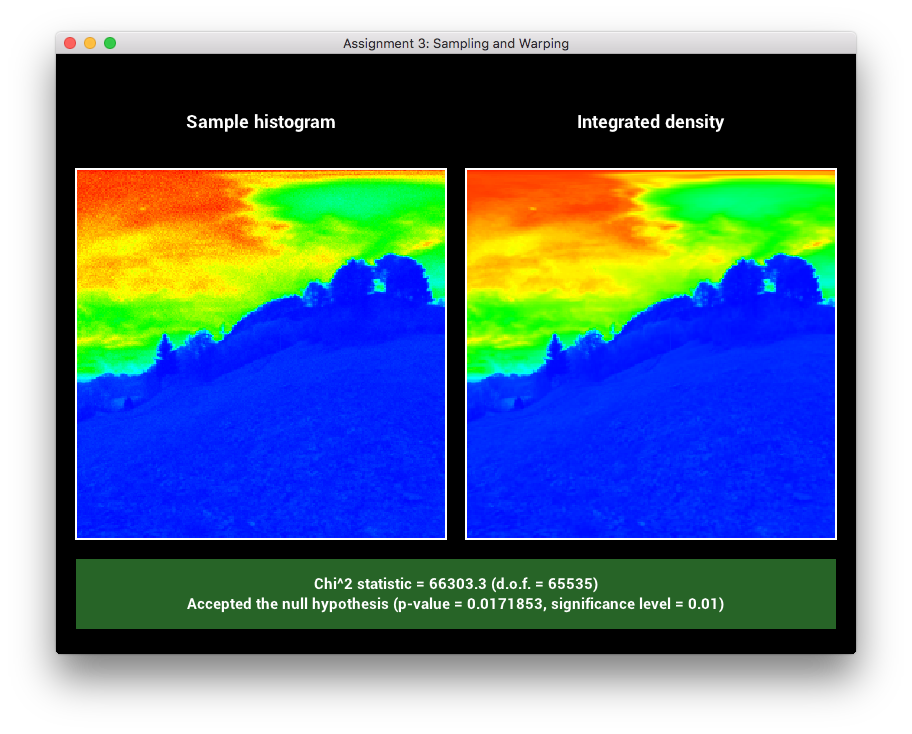 Assignment 3: Sampling and Warping
Sample histogram
Integrated density
Chi^2 statistic = 66303.3 (d.o.f. = 65535)
Accepted the null hypothesis (p-value = 0.0171853, significance level = 0.01)